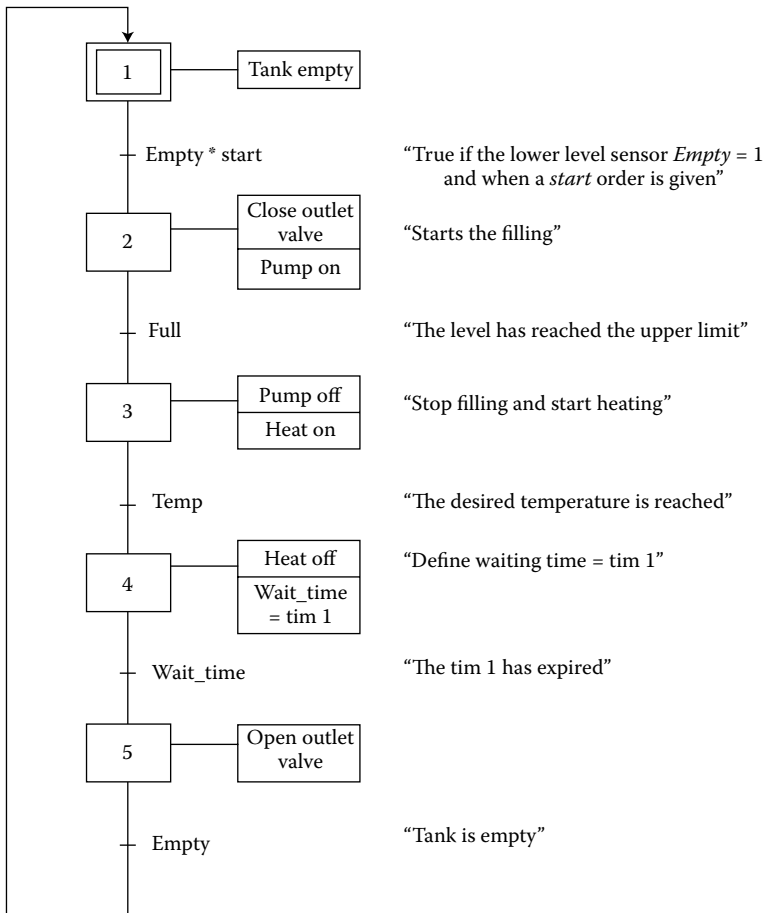 1
Tank empty
Empty * start
“True if the lower level sensor Empty = 1
and when a start order is given”
2
Close outlet
valve
Pump on
“Starts the filling”
Full
“The level has reached the upper limit”
3
Pump off
Heat on
“Stop filling and start heating”
Temp
“The desired temperature is reached”
4
Heat off
Wait_time
= tim 1
“Define waiting time = tim 1”
Wait_time
“The tim 1 has expired”
5
Open outlet
valve
Empty
“Tank is empty”